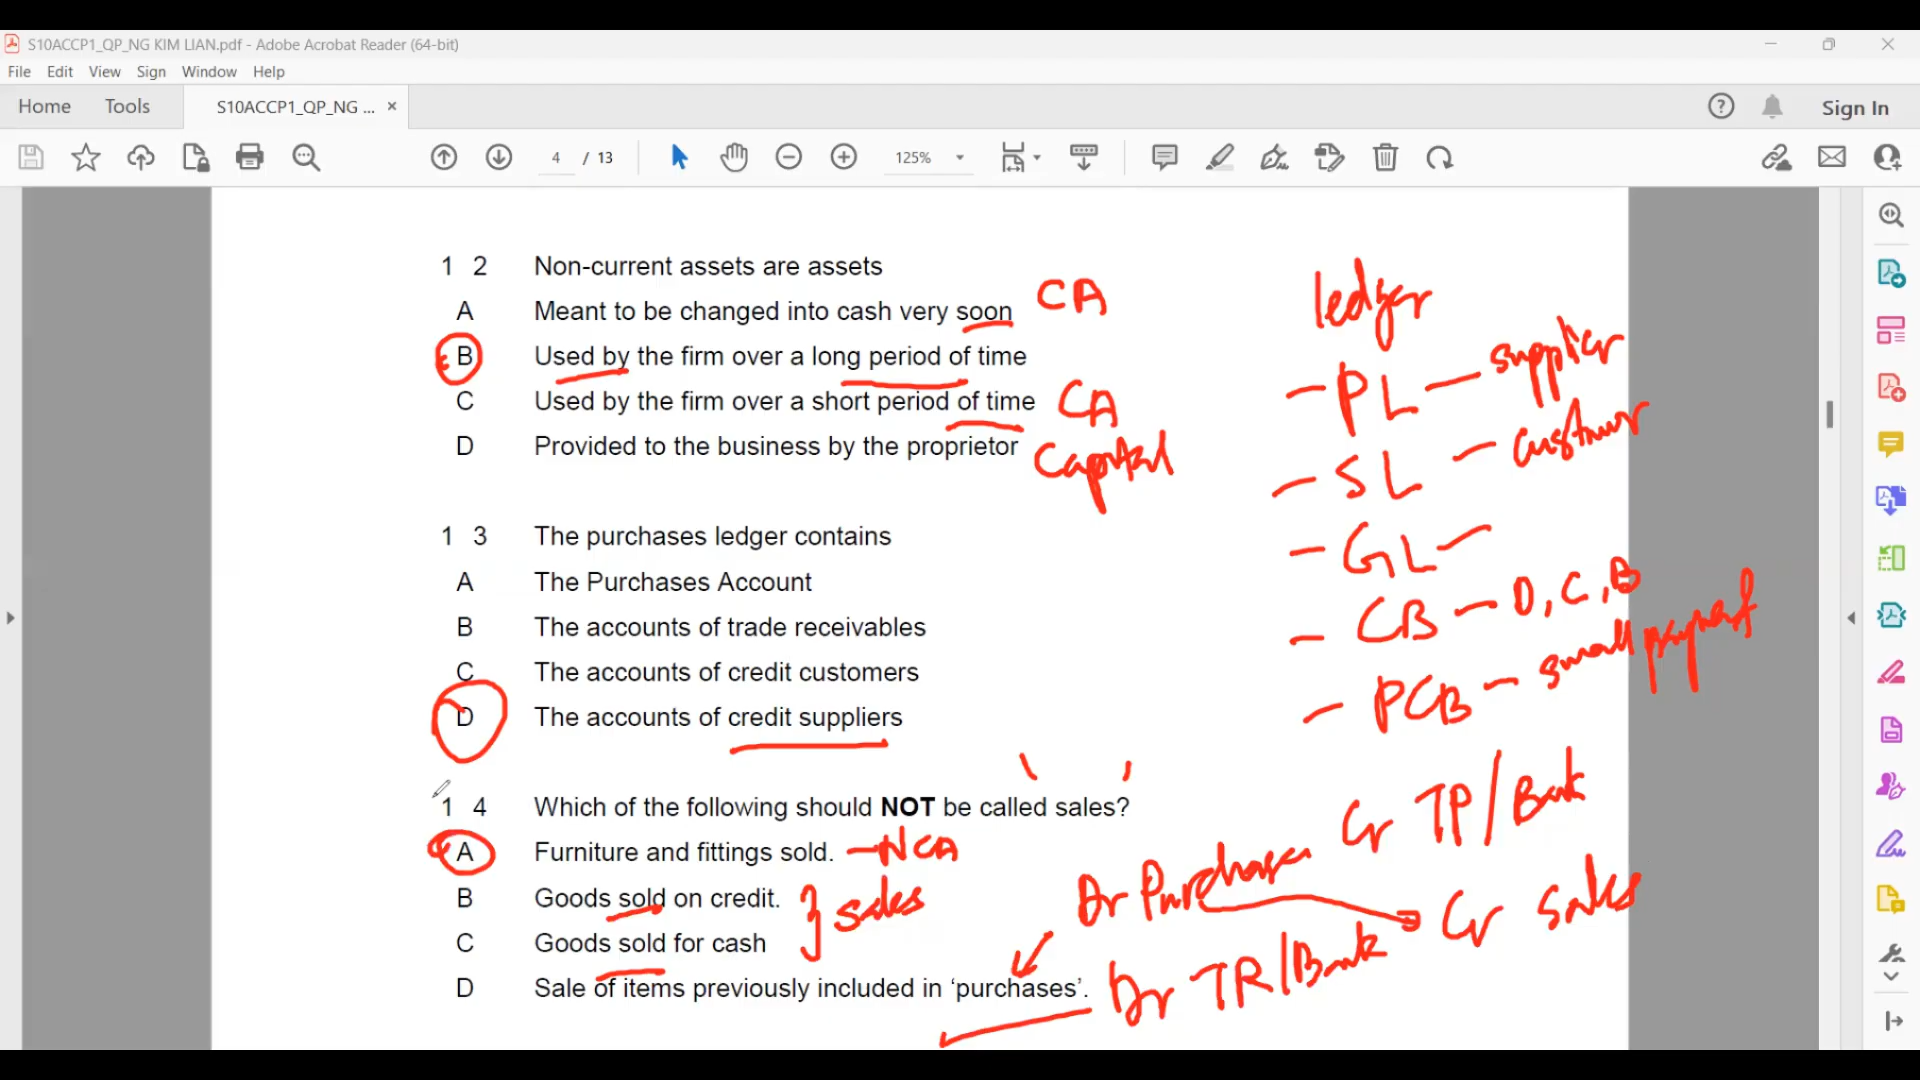 S10ACCP1_QP_NG KIM LIAN.pdf - Adobe Acrobat Reader (64-bit)
File Edit View Sign Window Help
Home Tools S10ACCP1_QP_NG ... × Sign In
4 / 13 125%
1 2 Non-current assets are assets
A Meant to be changed into cash very soon CA
B Used by the firm over a long period of time
C Used by the firm over a short period of time CA
D Provided to the business by the proprietor Capital
ledger
- PL - supplier
- SL - customer
- GL -
- CB - D, C, B
- PCB - small payment
1 3 The purchases ledger contains
A The Purchases Account
B The accounts of trade receivables
C The accounts of credit customers
D The accounts of credit suppliers
1 4 Which of the following should NOT be called sales?
A Furniture and fittings sold. - NCA
B Goods sold on credit.
C Goods sold for cash
} sales
D Sale of items previously included in ‘purchases’.
Dr Purchases Cr TP/Bank
Dr TR/Bank Cr Sales